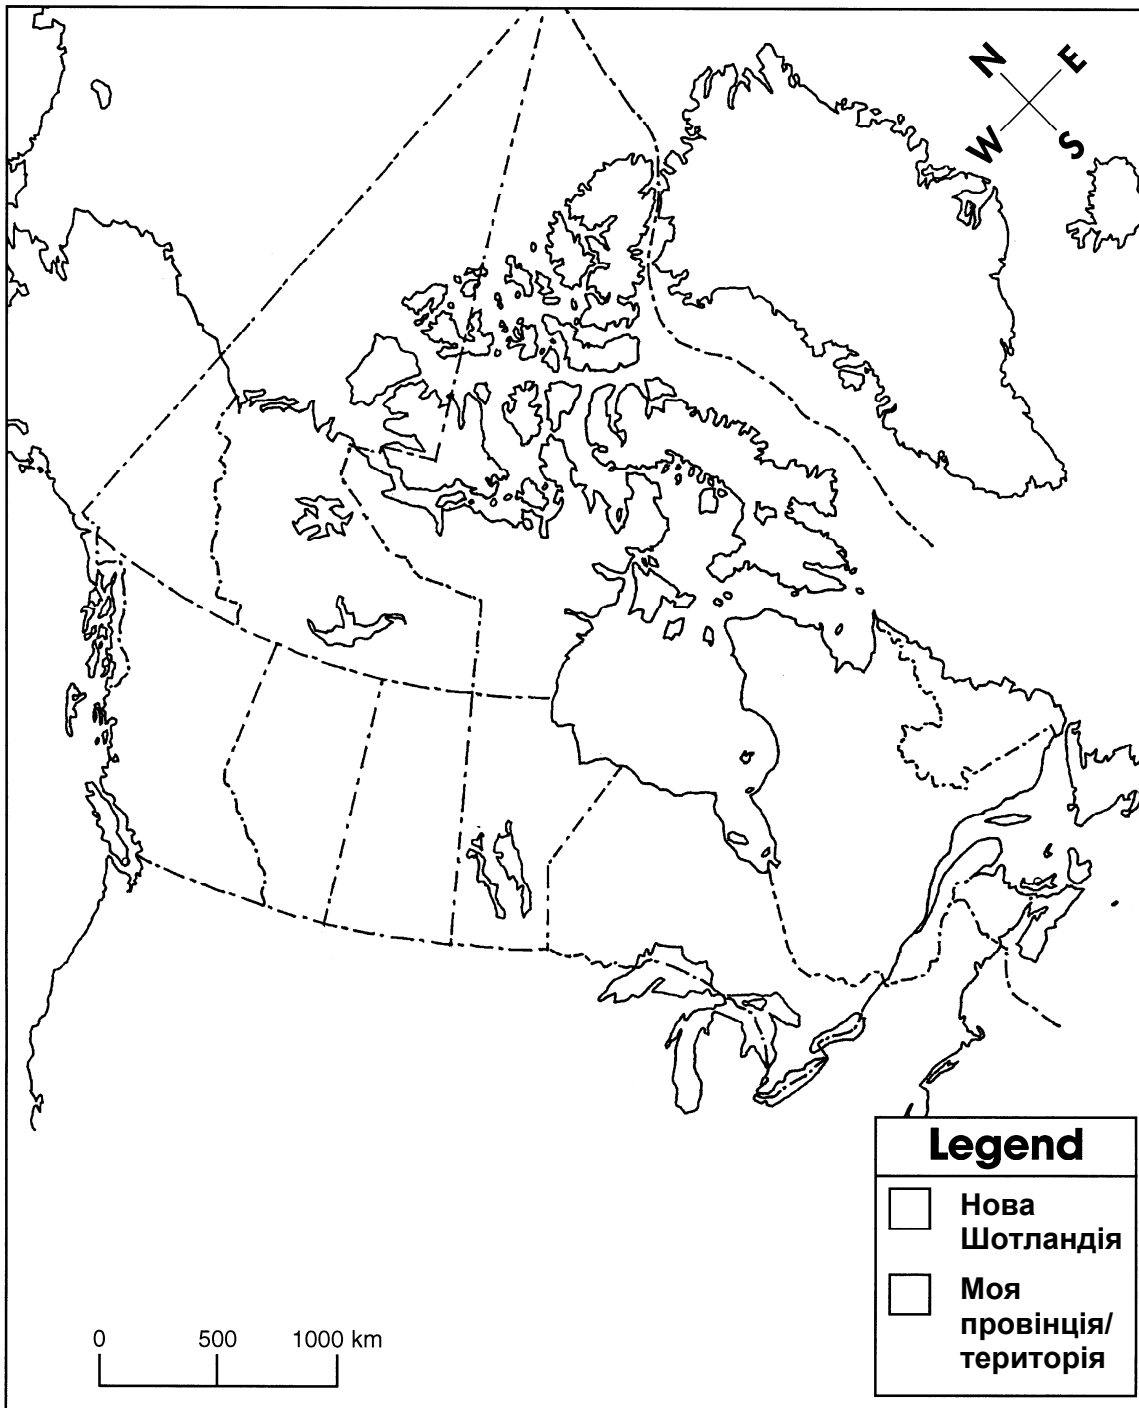 N
E
W
S
Legend
Нова
Шотландія
Моя
провінція/
територія
0 500 1000 km